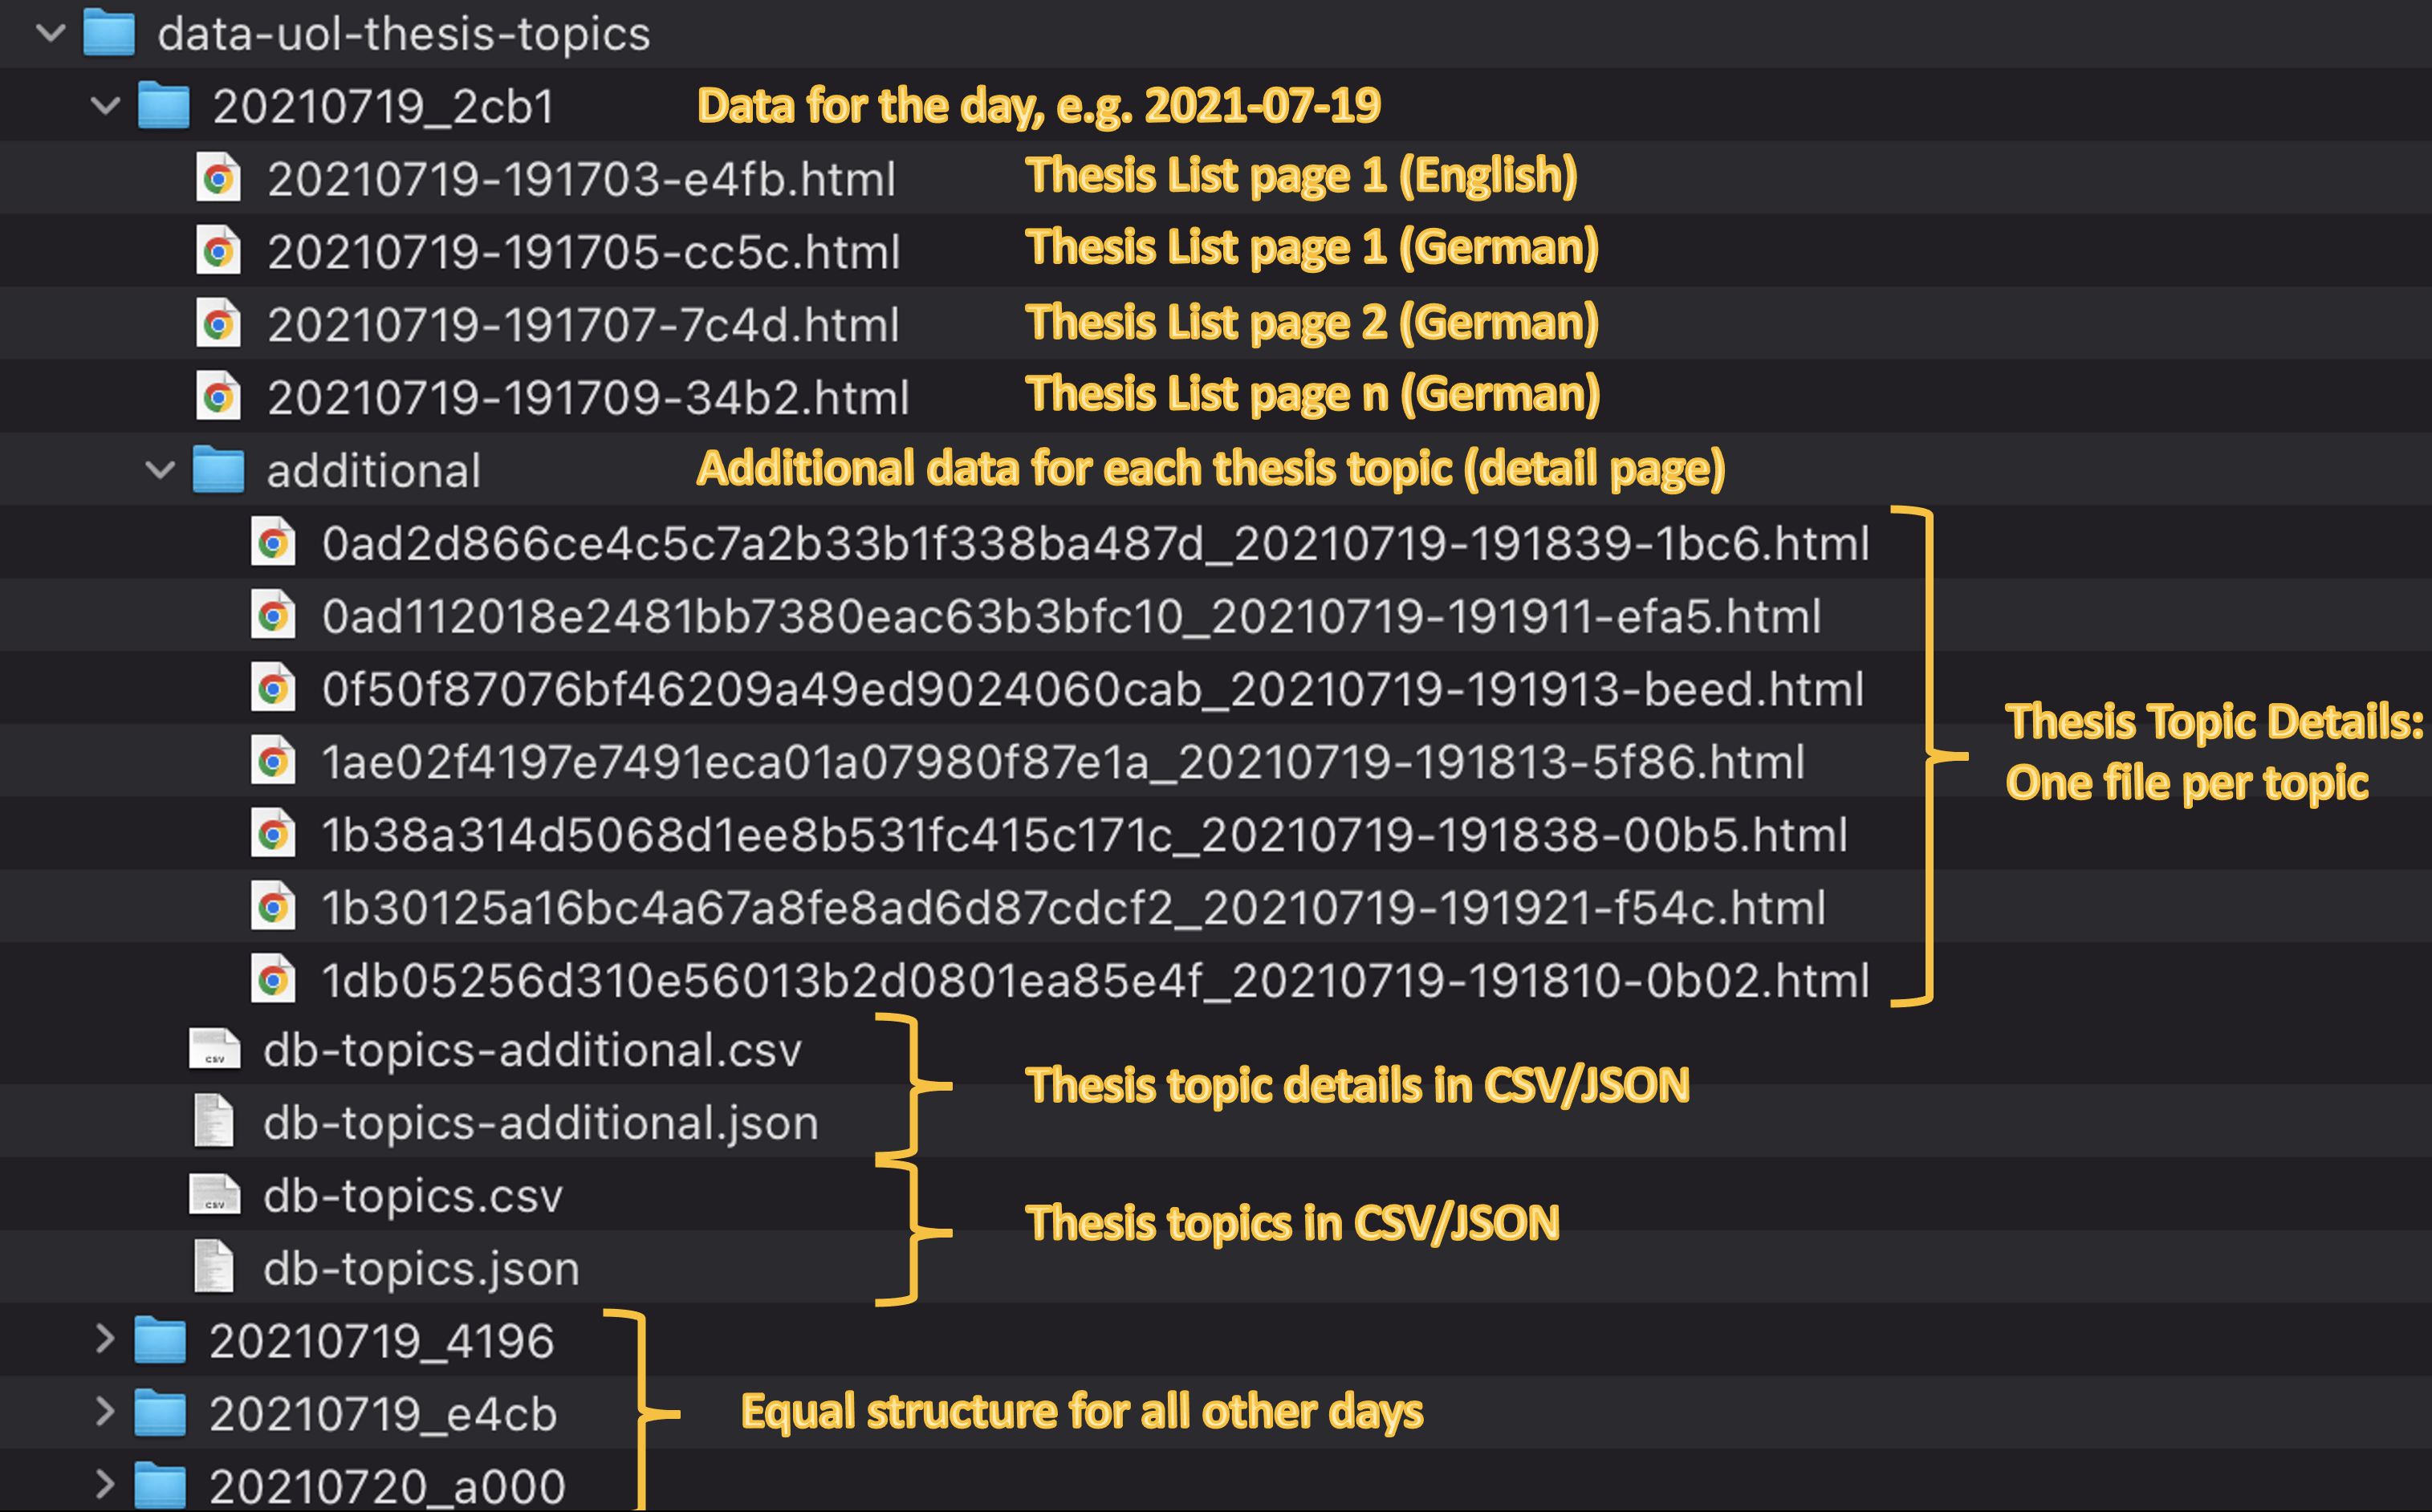 data-uol-thesis-topics
20210719_2cb1 Data for the day, e.g. 2021-07-19
20210719-191703-e4fb.html Thesis List page 1 (English)
20210719-191705-cc5c.html Thesis List page 1 (German)
20210719-191707-7c4d.html Thesis List page 2 (German)
20210719-191709-34b2.html Thesis List page n (German)
additional Additional data for each thesis topic (detail page)
0ad2d866ce4c5c7a2b33b1f338ba487d_20210719-191839-1bc6.html
0ad112018e2481bb7380eac63b3bfc10_20210719-191911-efa5.html
0f50f87076bf46209a49ed9024060cab_20210719-191913-beed.html
1ae02f4197e7491eca01a07980f87e1a_20210719-191813-5f86.html
1b38a314d5068d1ee8b531fc415c171c_20210719-191838-00b5.html
1b30125a16bc4a67a8fe8ad6d87cdcf2_20210719-191921-f54c.html
1db05256d310e56013b2d0801ea85e4f_20210719-191810-0b02.html
Thesis Topic Details:
One file per topic
CSV db-topics-additional.csv
db-topics-additional.json
Thesis topic details in CSV/JSON
CSV db-topics.csv
db-topics.json
Thesis topics in CSV/JSON
20210719_4196
20210719_e4cb
20210720_a000
Equal structure for all other days